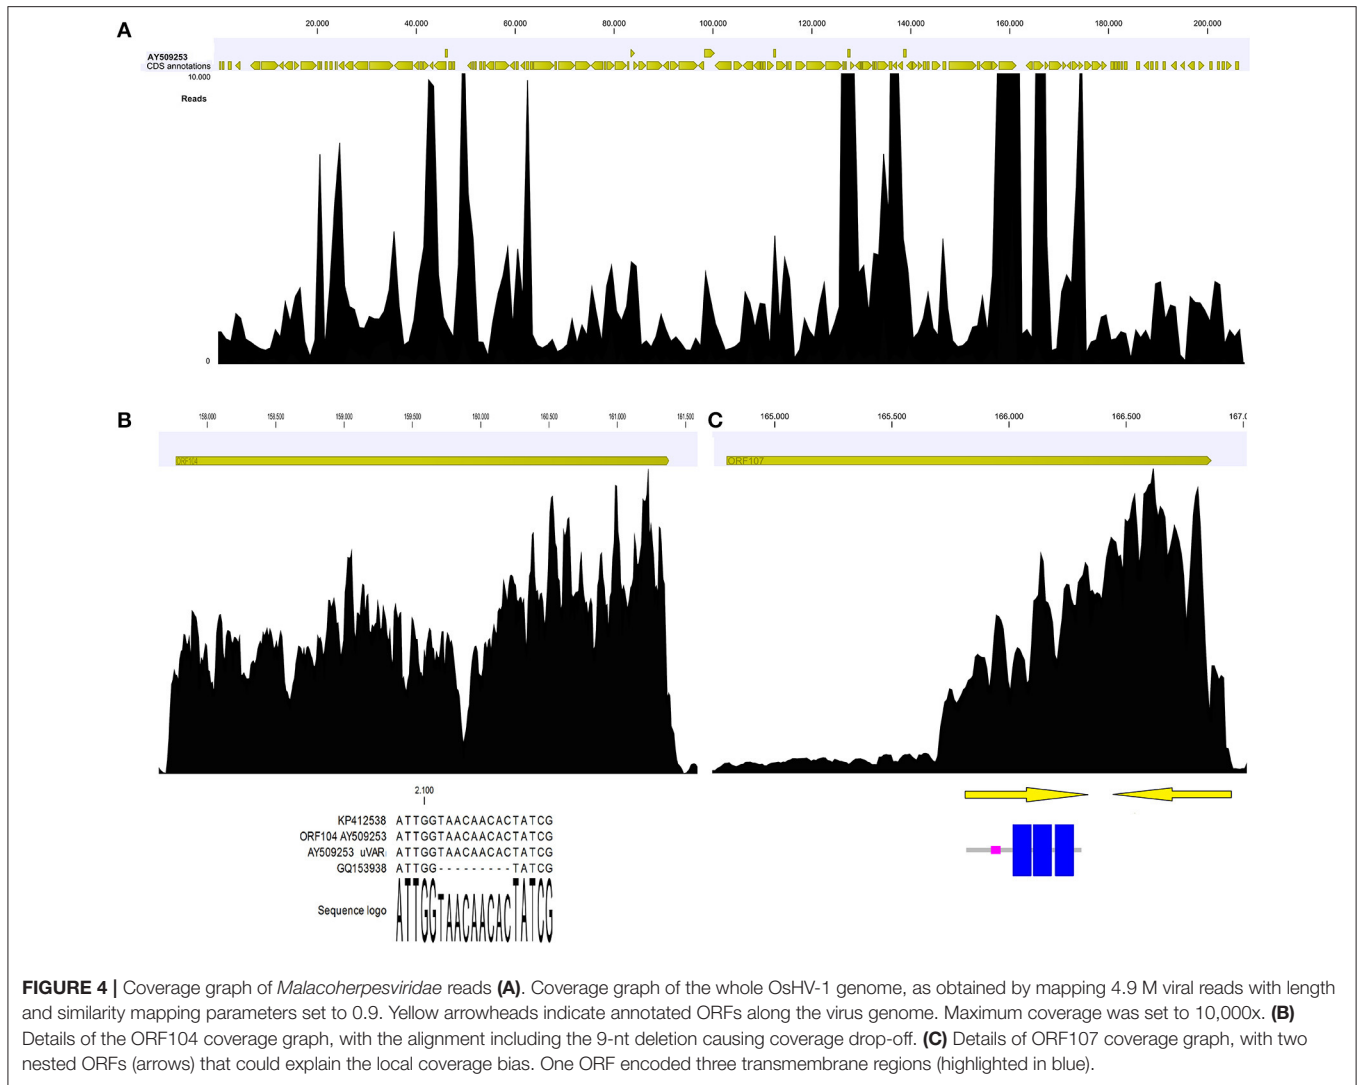 A
20.000 40.000 60.000 80.000 100.000 120.000 140.000 160.000 180.000 200.000
AY509253
CDS annotations
10.000
Reads
0
B
158.000 158.500 159.000 159.500 160.000 160.500 161.000 161.500
ORF104
2.100
KP412538 ATTGGTAACAACACTATCG
ORF104 AY509253 ATTGGTAACAACACTATCG
AY509253 uVAR ATTGGTAACAACACTATCG
GQ153938 ATTGG---------TATCG
Sequence logo ATTGGTAACAACACTATCG
C
165.000 165.500 166.000 166.500 167.0
ORF107
FIGURE 4 | Coverage graph of Malacoherpesviridae reads (A). Coverage graph of the whole OsHV-1 genome, as obtained by mapping 4.9 M viral reads with length
and similarity mapping parameters set to 0.9. Yellow arrowheads indicate annotated ORFs along the virus genome. Maximum coverage was set to 10,000x. (B)
Details of the ORF104 coverage graph, with the alignment including the 9-nt deletion causing coverage drop-off. (C) Details of ORF107 coverage graph, with two
nested ORFs (arrows) that could explain the local coverage bias. One ORF encoded three transmembrane regions (highlighted in blue).